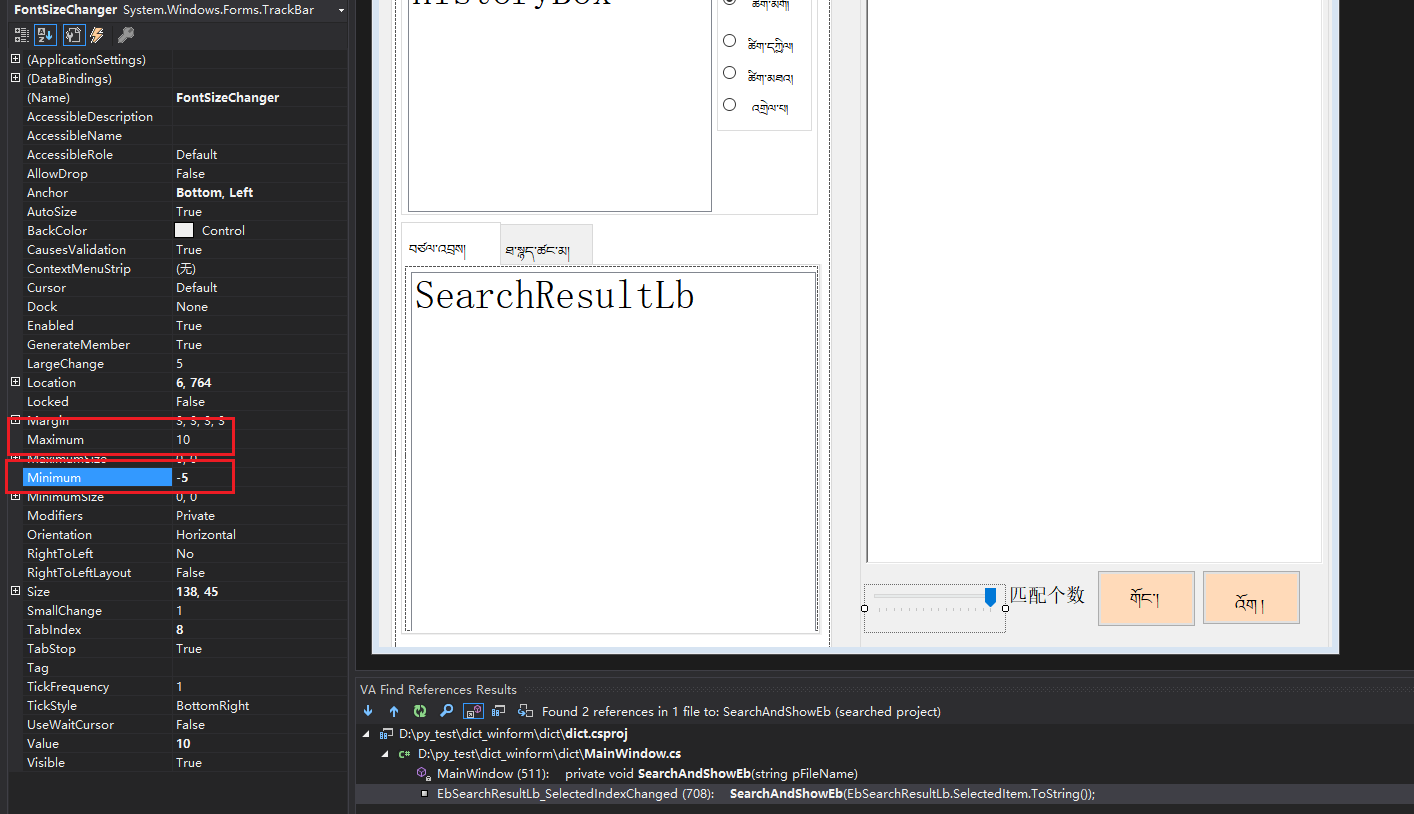 FontSizeChanger System.Windows.Forms.TrackBar
(ApplicationSettings)
(DataBindings)
(Name) FontSizeChanger
AccessibleDescription
AccessibleName
AccessibleRole Default
AllowDrop False
Anchor Bottom, Left
AutoSize True
BackColor Control
CausesValidation True
ContextMenuStrip (无)
Cursor Default
Dock None
Enabled True
GenerateMember True
LargeChange 5
Location 6, 764
Locked False
Margin 3, 3, 3, 3
Maximum 10
MaximumSize 0, 0
Minimum -5
MinimumSize 0, 0
Modifiers Private
Orientation Horizontal
RightToLeft No
RightToLeftLayout False
Size 138, 45
SmallChange 1
TabIndex 8
TabStop True
Tag
TickFrequency 1
TickStyle BottomRight
UseWaitCursor False
Value 10
Visible True
HistoryBox
ཚིག་མགོ།
ཚིག་དཀྱིལ།
ཚིག་མཐའ།
འགྲེལ་པ།
བཙལ་འབྲས། ཐ་སྙད་ཚང་མ།
SearchResultLb
匹配个数 གོང་། འོག །
VA Find References Results
Found 2 references in 1 file to: SearchAndShowEb (searched project)
D:\py_test\dict_winform\dict\dict.csproj
C# D:\py_test\dict_winform\dict\MainWindow.cs
MainWindow (511): private void SearchAndShowEb(string pFileName)
EbSearchResultLb_SelectedIndexChanged (708): SearchAndShowEb(EbSearchResultLb.SelectedItem.ToString());